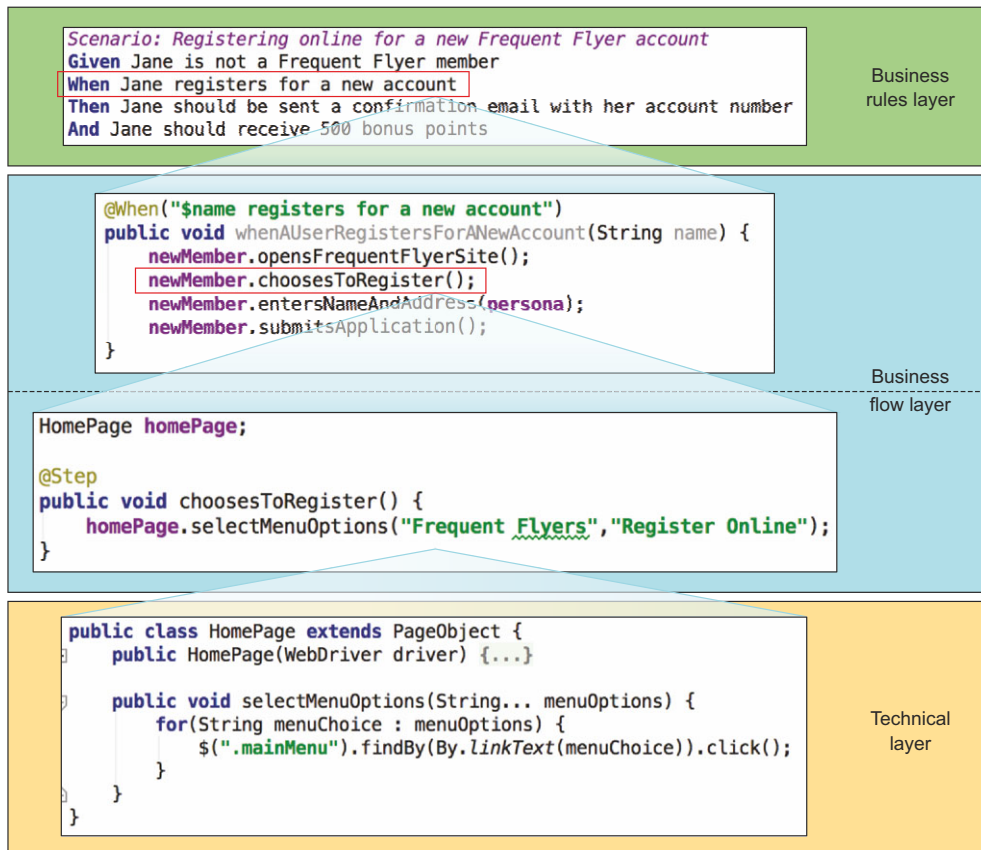 Scenario: Registering online for a new Frequent Flyer account
Given Jane is not a Frequent Flyer member
When Jane registers for a new account
Then Jane should be sent a confirmation email with her account number
And Jane should receive 500 bonus points
Business
rules layer
@When("$name registers for a new account")
public void whenAUserRegistersForANewAccount(String name) {
    newMember.opensFrequentFlyerSite();
    newMember.choosesToRegister();
    newMember.entersNameAndAddress(persona);
    newMember.submitsApplication();
}
Business
flow layer
HomePage homePage;
@Step
public void choosesToRegister() {
    homePage.selectMenuOptions("Frequent Flyers","Register Online");
}
public class HomePage extends PageObject {
    public HomePage(WebDriver driver) {...}
    public void selectMenuOptions(String... menuOptions) {
        for(String menuChoice : menuOptions) {
            $(".mainMenu").findBy(By.linkText(menuChoice)).click();
        }
    }
}
Technical
layer